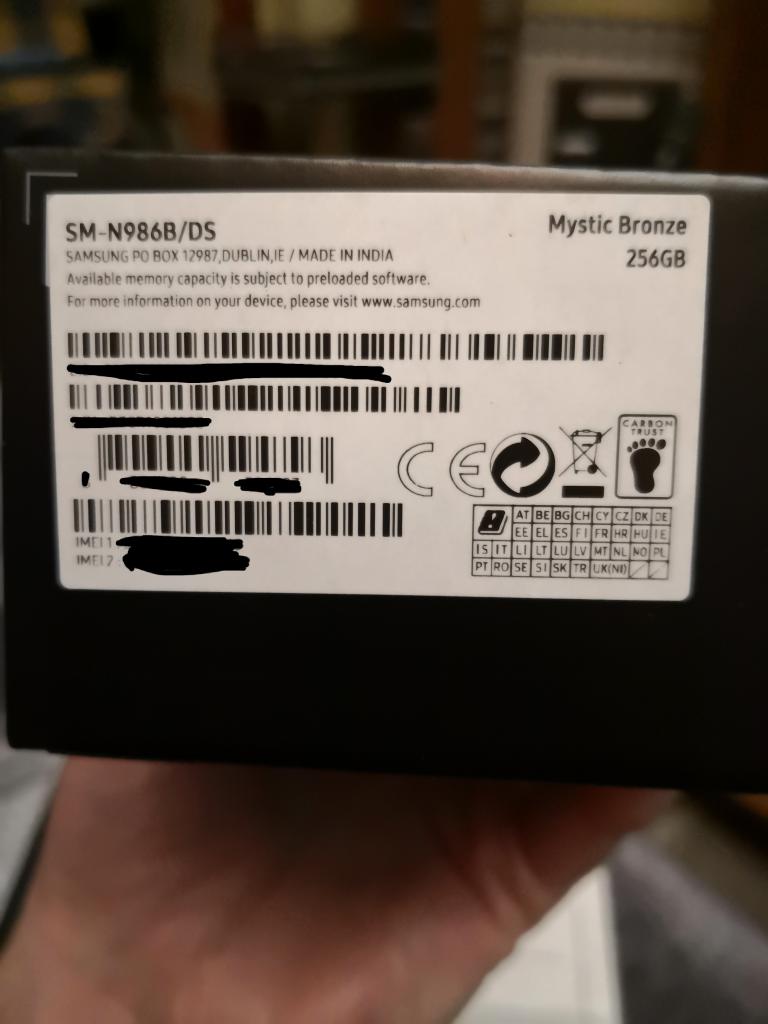 SM-N986B/DS
Mystic Bronze
256GB
SAMSUNG PO BOX 12987,DUBLIN,IE / MADE IN INDIA
Available memory capacity is subject to preloaded software.
For more information on your device, please visit www.samsung.com
CARBON
TRUST
CE
AT BE BG CH CY CZ DK DE
EE EL ES FI FR HR HU IE
IS IT LI LT LU LV MT NL NO PL
PT RO SE SI SK TR UK(NI)
IMEI 1
IMEI 2